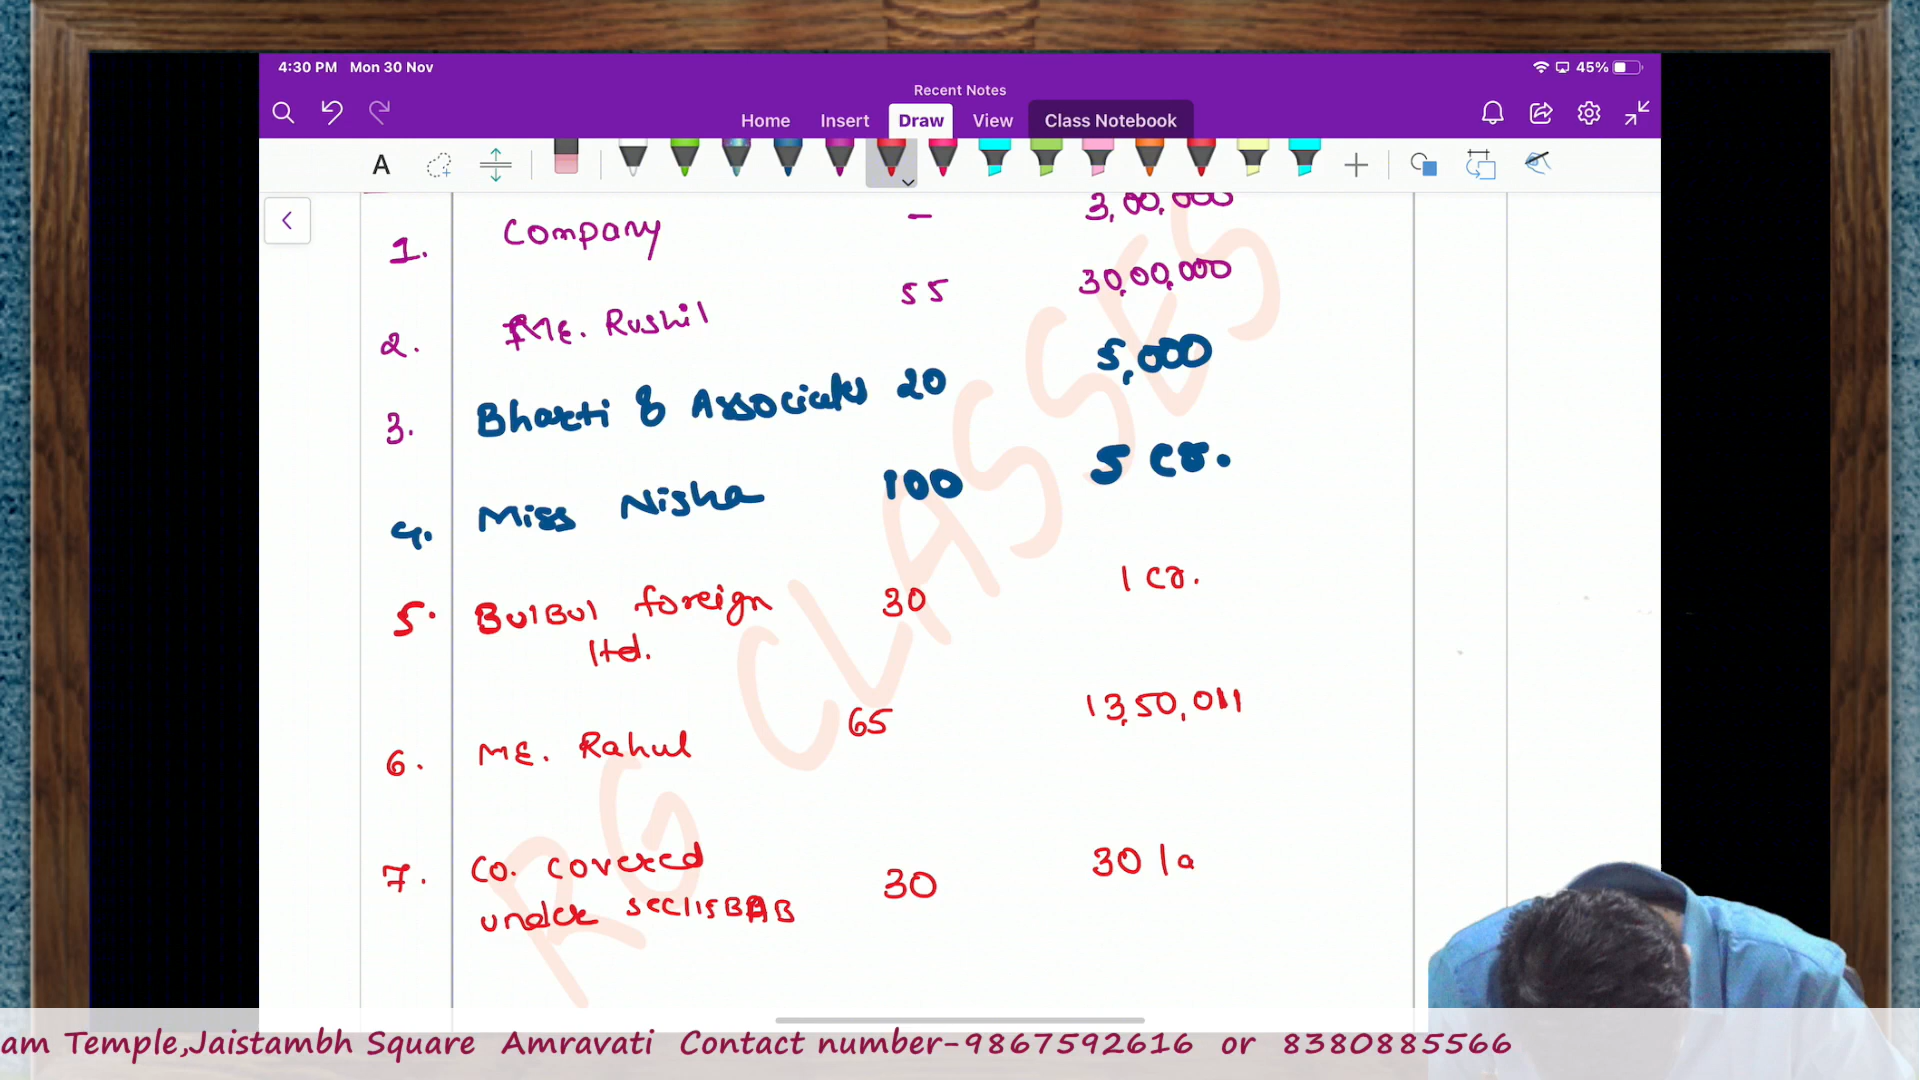 4:30 PM Mon 30 Nov
45%
Recent Notes
Home Insert Draw View Class Notebook
A
1. Company - 3,00,000
2. Mr. Rushil 55 30,00,000
3. Bharti & Associates 20 5,000
4. Miss Nisha 100 5 cr.
5. BulBul foreign 30 1 cr.
ltd.
6. Mr. Rahul 65 13,50,011
7. Co. covered 30 30 la
under sec115BAB
RG CLASSES
am Temple,Jaistambh Square Amravati Contact number-9867592616 or 8380885566